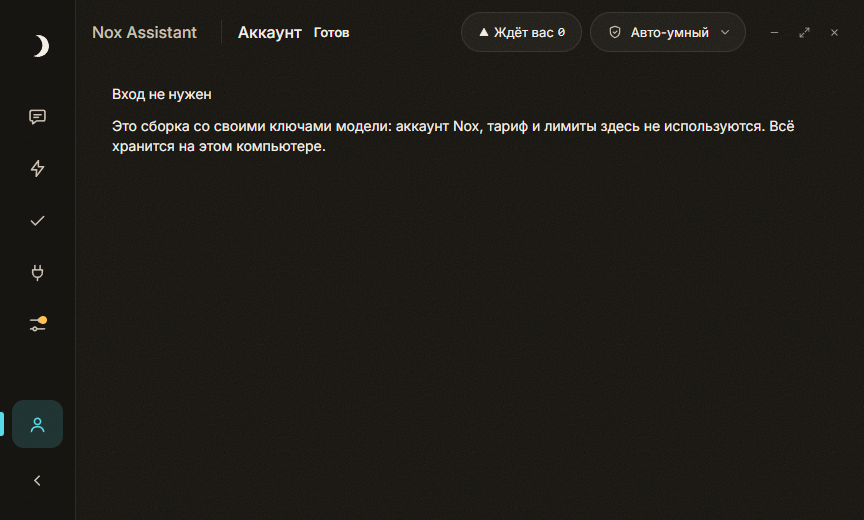 Nox Assistant
Аккаунт Готов
Ждёт вас 0
Авто-умный
Вход не нужен
Это сборка со своими ключами модели: аккаунт Nox, тариф и лимиты здесь не используются. Всё
хранится на этом компьютере.